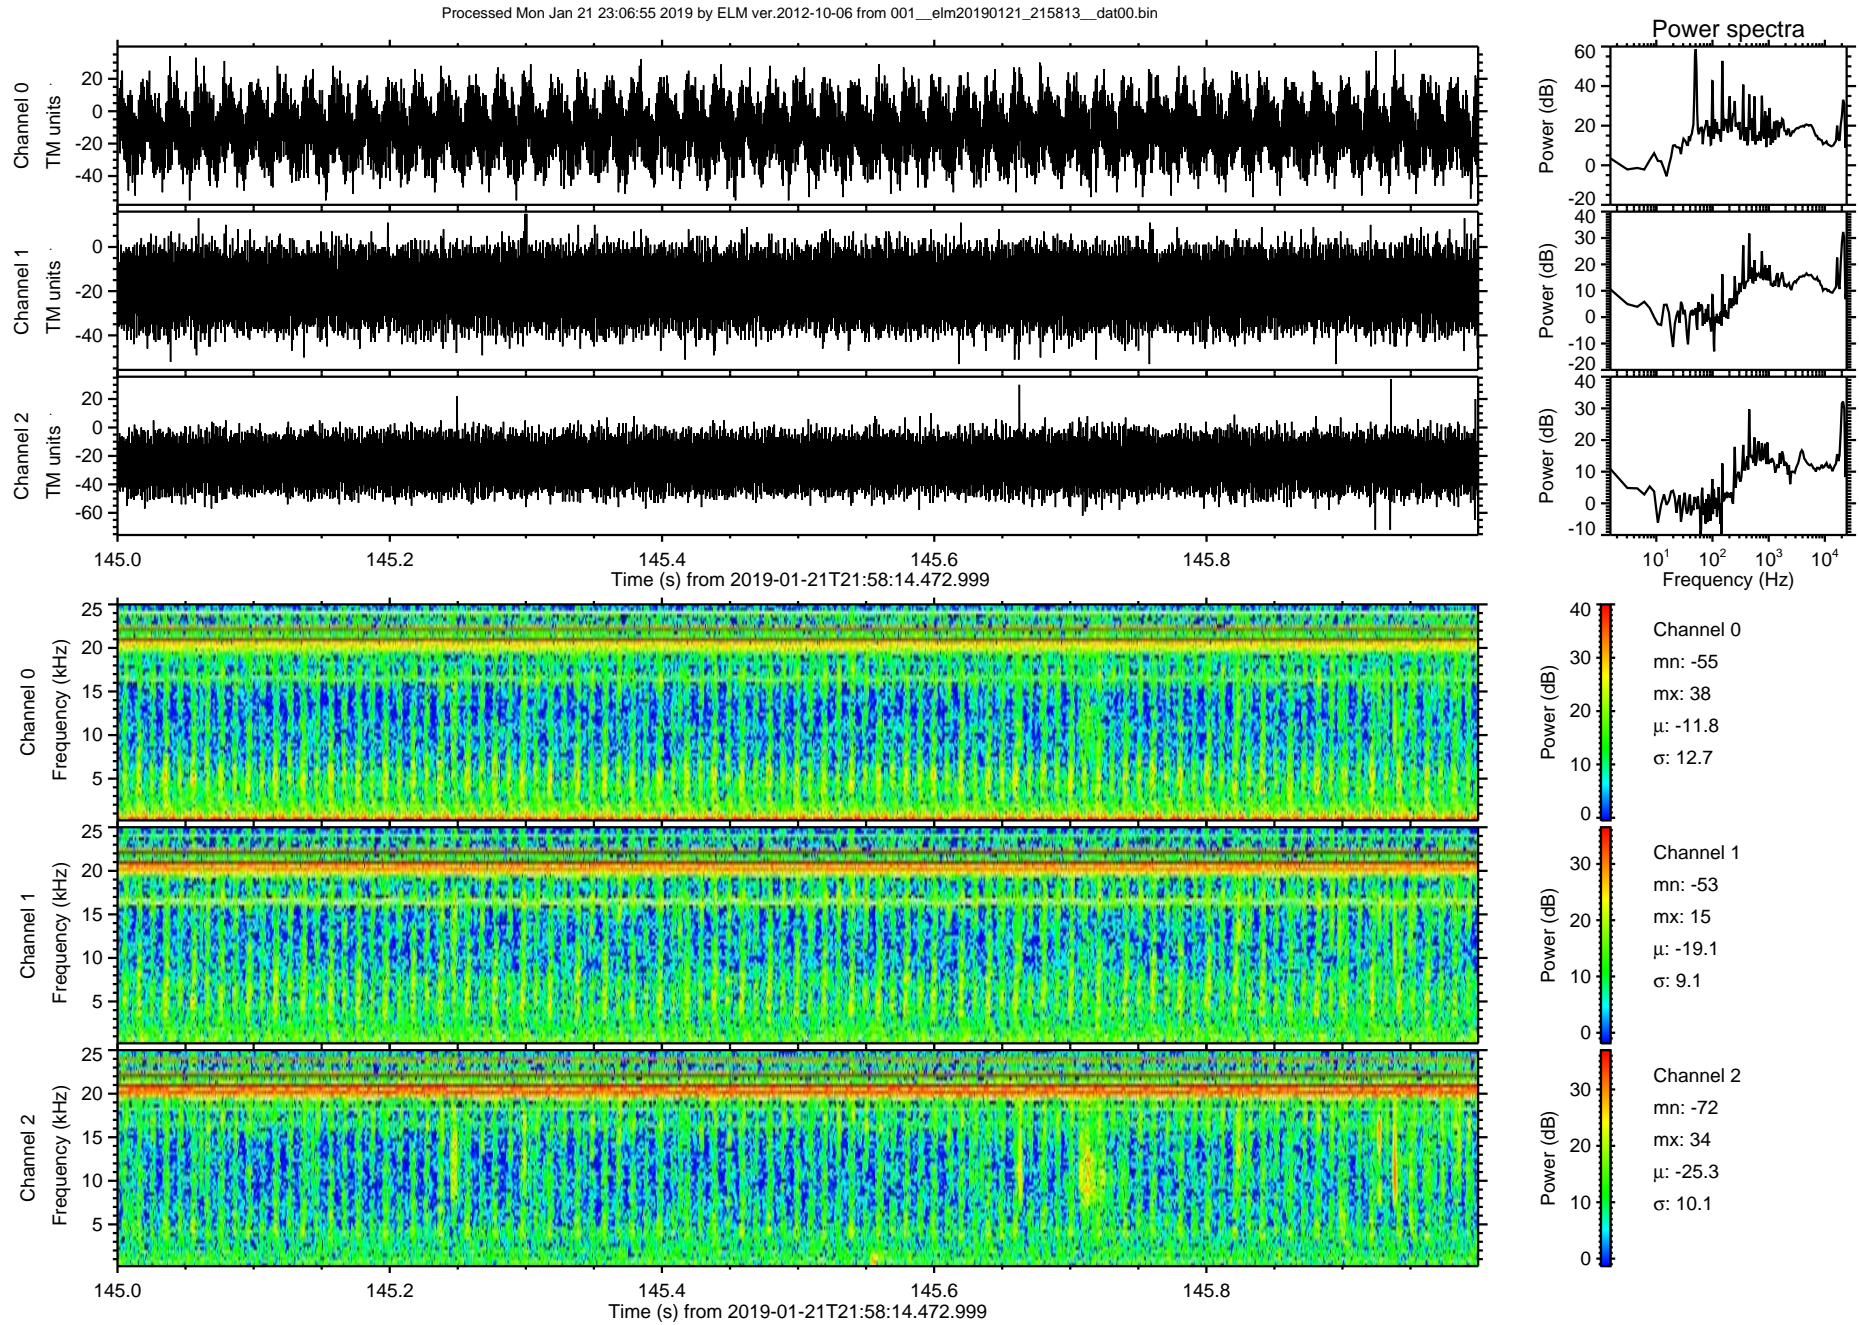 Processed Mon Jan 21 23:06:55 2019 by ELM ver.2012-10-06 from 001__elm20190121_215813__dat00.bin
Power spectra
Channel 0
TM units
20
0
-20
-40
Power (dB)
60
40
20
0
-20
Channel 1
TM units
0
-20
-40
Power (dB)
40
30
20
10
0
-10
-20
Channel 2
TM units
20
0
-20
-40
-60
Power (dB)
40
30
20
10
0
-10
145.0 145.2 145.4 145.6 145.8
Time (s) from 2019-01-21T21:58:14.472.999
10¹ 10² 10³ 10⁴
Frequency (Hz)
Channel 0
Frequency (kHz)
25
20
15
10
5
Power (dB)
40
30
20
10
0
Channel 0
mn: -55
mx: 38
μ: -11.8
σ: 12.7
Channel 1
Frequency (kHz)
25
20
15
10
5
Power (dB)
30
20
10
0
Channel 1
mn: -53
mx: 15
μ: -19.1
σ: 9.1
Channel 2
Frequency (kHz)
25
20
15
10
5
Power (dB)
30
20
10
0
Channel 2
mn: -72
mx: 34
μ: -25.3
σ: 10.1
145.0 145.2 145.4 145.6 145.8
Time (s) from 2019-01-21T21:58:14.472.999